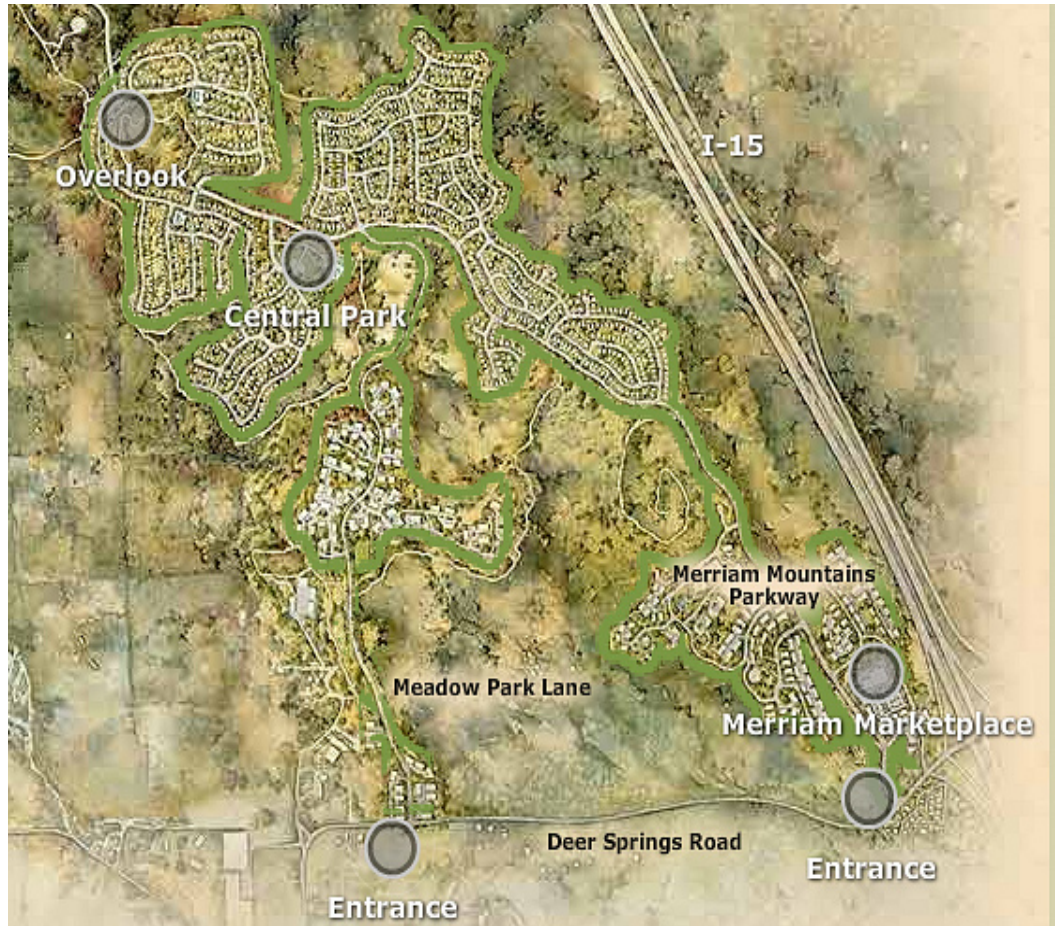 I-15
Overlook
Central Park
Merriam Mountains
Parkway
Meadow Park Lane
Merriam Marketplace
Deer Springs Road
Entrance
Entrance